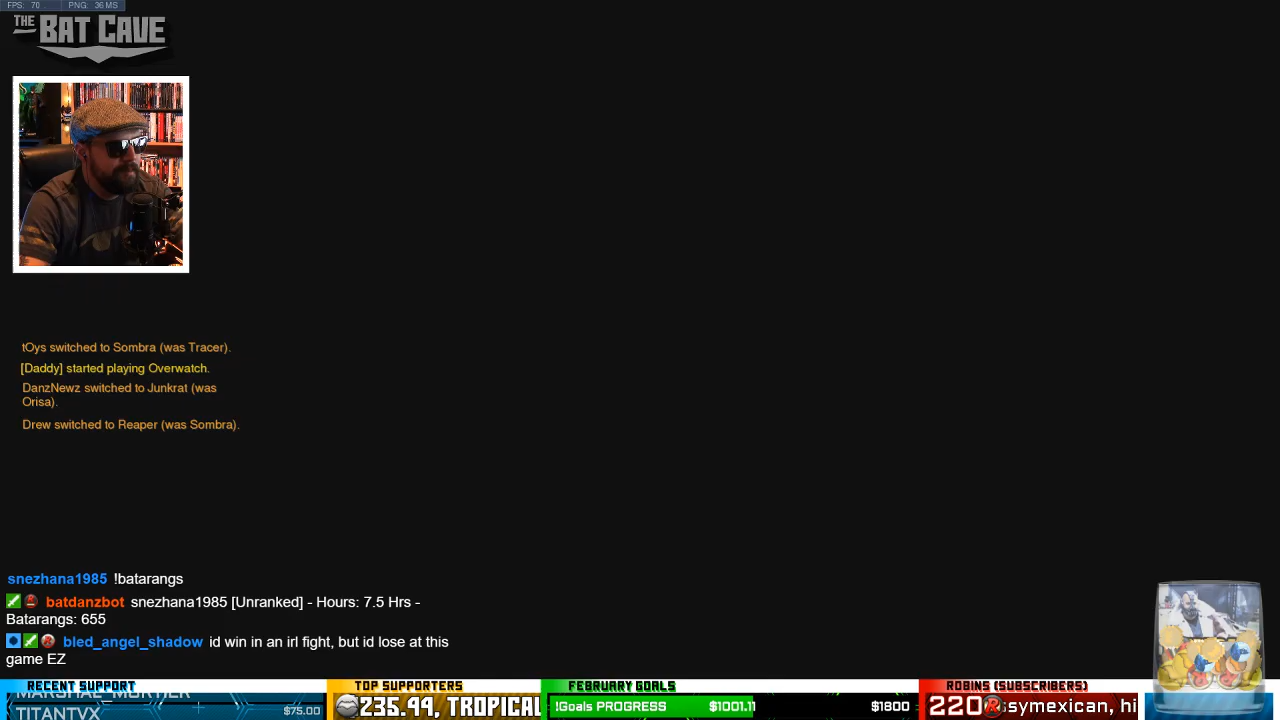 FPS: 70 PNG: 36 MS
THE BAT CAVE
tOys switched to Sombra (was Tracer).
[Daddy] started playing Overwatch.
DanzNewz switched to Junkrat (was
Orisa).
Drew switched to Reaper (was Sombra).
snezhana1985 !batarangs
batdanzbot snezhana1985 [Unranked] - Hours: 7.5 Hrs -
Batarangs: 655
bled_angel_shadow id win in an irl fight, but id lose at this
game EZ
RECENT SUPPORT TOP SUPPORTERS FEBRUARY GOALS ROBINS (SUBSCRIBERS)
MARSHAL_MORTIER
TITANTVX $75.00 235.44, TROPICAL !Goals PROGRESS $1001.11 $1800 220 symexican, hi